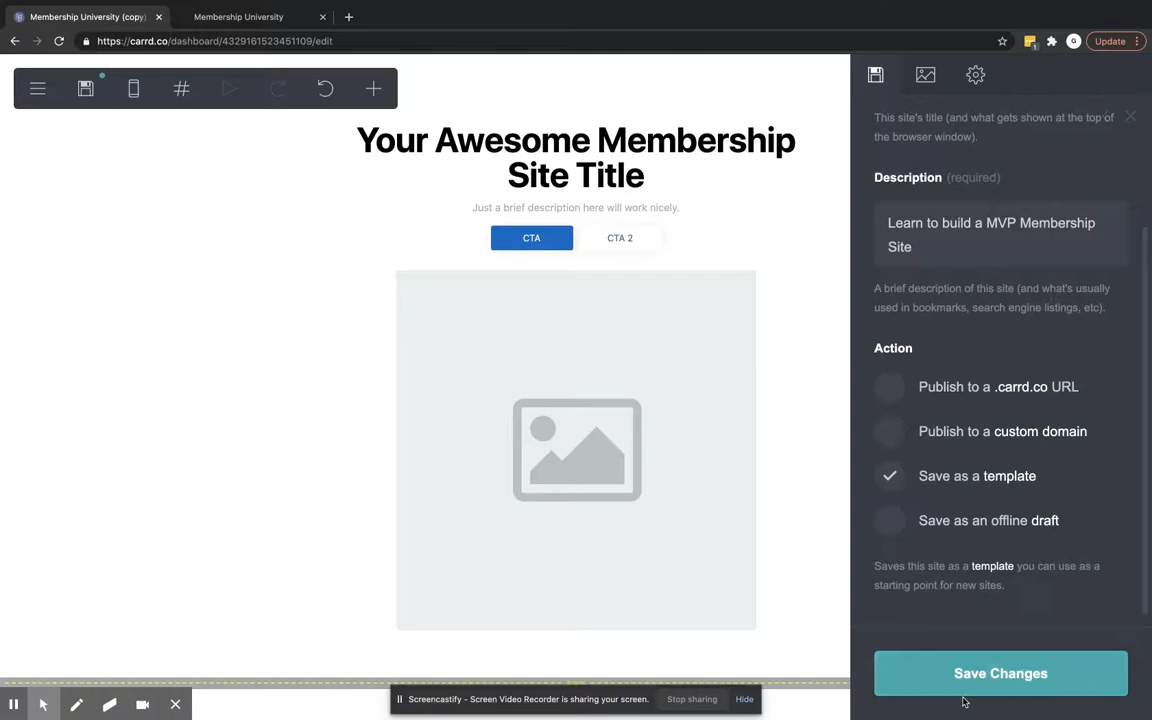 Membership University (copy)
Membership University
https://carrd.co/dashboard/4329161523451109/edit
G
Update
#
Your Awesome Membership
Site Title
Just a brief description here will work nicely.
CTA
CTA 2
This site's title (and what gets shown at the top of
the browser window).
Description (required)
Learn to build a MVP Membership
Site
A brief description of this site (and what's usually
used in bookmarks, search engine listings, etc).
Action
Publish to a .carrd.co URL
Publish to a custom domain
Save as a template
Save as an offline draft
Saves this site as a template you can use as a
starting point for new sites.
Save Changes
Screencastify - Screen Video Recorder is sharing your screen.
Stop sharing
Hide